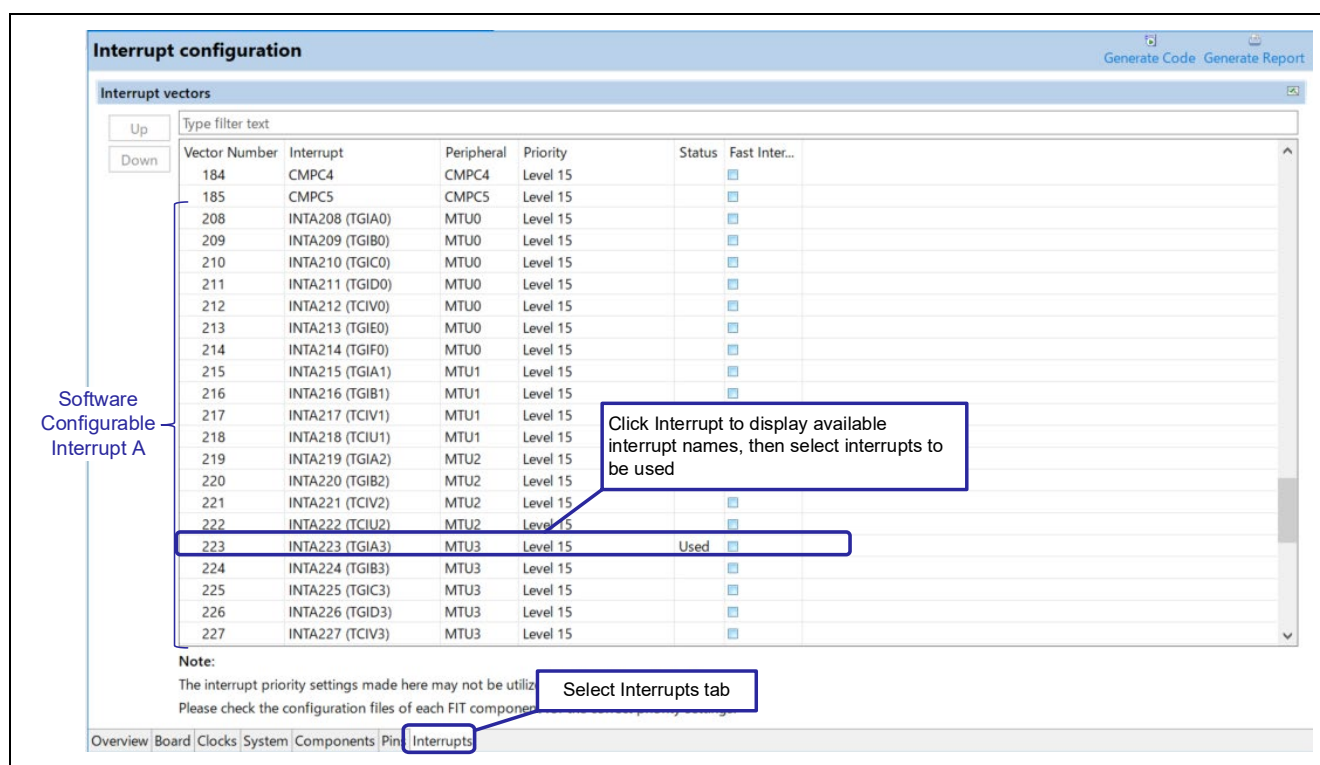 Interrupt configuration
Generate Code Generate Report
Interrupt vectors
Up
Type filter text
Down
Vector Number Interrupt Peripheral Priority Status Fast Inter...
184 CMPC4 CMPC4 Level 15
185 CMPC5 CMPC5 Level 15
208 INTA208 (TGIA0) MTU0 Level 15
209 INTA209 (TGIB0) MTU0 Level 15
210 INTA210 (TGIC0) MTU0 Level 15
211 INTA211 (TGID0) MTU0 Level 15
212 INTA212 (TCIV0) MTU0 Level 15
213 INTA213 (TGIE0) MTU0 Level 15
214 INTA214 (TGIF0) MTU0 Level 15
215 INTA215 (TGIA1) MTU1 Level 15
216 INTA216 (TGIB1) MTU1 Level 15
217 INTA217 (TCIV1) MTU1 Level 15
218 INTA218 (TCIU1) MTU1 Level 15
219 INTA219 (TGIA2) MTU2 Level 15
220 INTA220 (TGIB2) MTU2 Level 15
221 INTA221 (TCIV2) MTU2 Level 15
222 INTA222 (TCIU2) MTU2 Level 15
223 INTA223 (TGIA3) MTU3 Level 15 Used
224 INTA224 (TGIB3) MTU3 Level 15
225 INTA225 (TGIC3) MTU3 Level 15
226 INTA226 (TGID3) MTU3 Level 15
227 INTA227 (TCIV3) MTU3 Level 15
Software
Configurable
Interrupt A
Click Interrupt to display available
interrupt names, then select interrupts to
be used
Note:
The interrupt priority settings made here may not be
Please check the configuration files of each FIT
Select Interrupts tab
Overview Board Clocks System Components Pins Interrupts